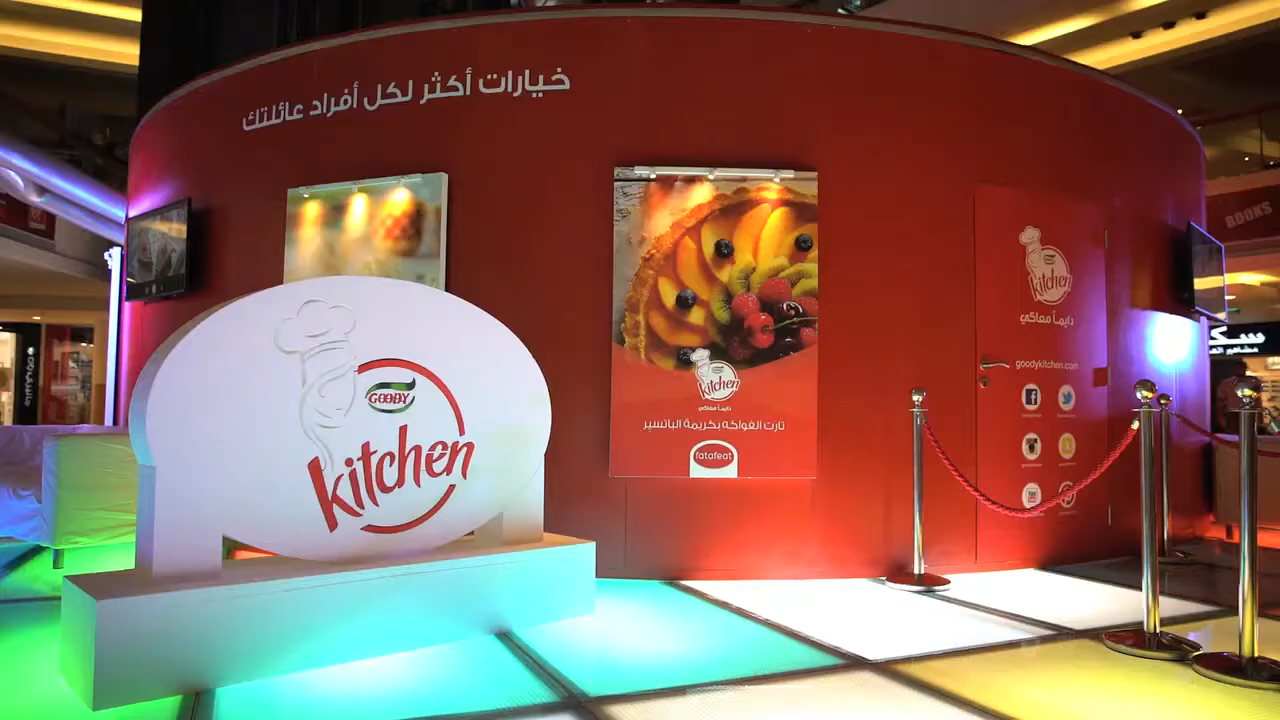 خيارات أكثر لكل أفراد عائلتك
GOODY
kitchen
kitchen
دايماً معاكي
تارت الفواكه بكريمة الباتسير
fatafeat
kitchen
دايماً معاكي
goodykitchen.com
BOOKS